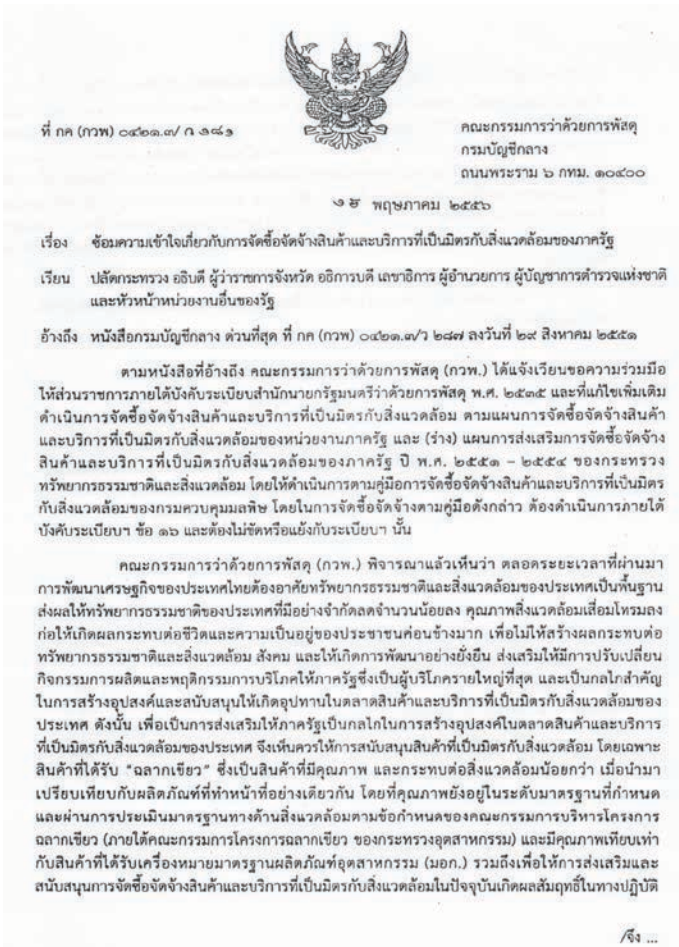 ที่ กค (กวพ) ๐๔๒๑.๓/ว ๑๘๑
คณะกรรมการว่าด้วยการพัสดุ
กรมบัญชีกลาง
ถนนพระราม ๖ กทม. ๑๐๔๐๐
พฤษภาคม ๒๕๕๖
เรื่อง ซ้อมความเข้าใจเกี่ยวกับการจัดซื้อจัดจ้างสินค้าและบริการที่เป็นมิตรกับสิ่งแวดล้อมของภาครัฐ
เรียน ปลัดกระทรวง อธิบดี ผู้ว่าราชการจังหวัด อธิการบดี เลขาธิการ ผู้อำนวยการ ผู้บัญชาการตำรวจแห่งชาติ
และหัวหน้าหน่วยงานอื่นของรัฐ
อ้างถึง หนังสือกรมบัญชีกลาง ด่วนที่สุด ที่ กค (กวพ) ๐๔๒๑.๓/ว ๒๘๗ ลงวันที่ ๒๙ สิงหาคม ๒๕๕๑
ตามหนังสือที่อ้างถึง คณะกรรมการว่าด้วยการพัสดุ (กวพ.) ได้แจ้งเวียนขอความร่วมมือ
ให้ส่วนราชการภายใต้บังคับระเบียบสำนักนายกรัฐมนตรีว่าด้วยการพัสดุ พ.ศ. ๒๕๓๕ และที่แก้ไขเพิ่มเติม
ดำเนินการจัดซื้อจัดจ้างสินค้าและบริการที่เป็นมิตรกับสิ่งแวดล้อม ตามแผนการจัดซื้อจัดจ้างสินค้า
และบริการที่เป็นมิตรกับสิ่งแวดล้อมของหน่วยงานภาครัฐ และ (ร่าง) แผนการส่งเสริมการจัดซื้อจัดจ้าง
สินค้าและบริการที่เป็นมิตรกับสิ่งแวดล้อมของภาครัฐ ปี พ.ศ. ๒๕๕๑ – ๒๕๕๔ ของกระทรวง
ทรัพยากรธรรมชาติและสิ่งแวดล้อม โดยให้ดำเนินการตามคู่มือการจัดซื้อจัดจ้างสินค้าและบริการที่เป็นมิตร
กับสิ่งแวดล้อมของกรมควบคุมมลพิษ โดยในการจัดซื้อจัดจ้างตามคู่มือดังกล่าว ต้องดำเนินการภายใต้
บังคับระเบียบฯ ข้อ ๑๖ และต้องไม่ขัดหรือแย้งกับระเบียบฯ นั้น
คณะกรรมการว่าด้วยการพัสดุ (กวพ.) พิจารณาแล้วเห็นว่า ตลอดระยะเวลาที่ผ่านมา
การพัฒนาเศรษฐกิจของประเทศไทยต้องอาศัยทรัพยากรธรรมชาติและสิ่งแวดล้อมของประเทศเป็นพื้นฐาน
ส่งผลให้ทรัพยากรธรรมชาติของประเทศที่มีอย่างจำกัดลดจำนวนน้อยลง คุณภาพสิ่งแวดล้อมเสื่อมโทรมลง
ก่อให้เกิดผลกระทบต่อชีวิตและความเป็นอยู่ของประชาชนค่อนข้างมาก เพื่อไม่ให้สร้างผลกระทบต่อ
ทรัพยากรธรรมชาติและสิ่งแวดล้อม สังคม และให้เกิดการพัฒนาอย่างยั่งยืน ส่งเสริมให้มีการปรับเปลี่ยน
กิจกรรมการผลิตและพฤติกรรมการบริโภคให้ภาครัฐซึ่งเป็นผู้บริโภครายใหญ่ที่สุด และเป็นกลไกสำคัญ
ในการสร้างอุปสงค์และสนับสนุนให้เกิดอุปทานในตลาดสินค้าและบริการที่เป็นมิตรกับสิ่งแวดล้อมของ
ประเทศ ดังนั้น เพื่อเป็นการส่งเสริมให้ภาครัฐเป็นกลไกในการสร้างอุปสงค์ในตลาดสินค้าและบริการ
ที่เป็นมิตรกับสิ่งแวดล้อมของประเทศ จึงเห็นควรให้การสนับสนุนสินค้าที่เป็นมิตรกับสิ่งแวดล้อม โดยเฉพาะ
สินค้าที่ได้รับ “ฉลากเขียว” ซึ่งเป็นสินค้าที่มีคุณภาพ และกระทบต่อสิ่งแวดล้อมน้อยกว่า เมื่อนำมา
เปรียบเทียบกับผลิตภัณฑ์ที่ทำหน้าที่อย่างเดียวกัน โดยที่คุณภาพยังอยู่ในระดับมาตรฐานที่กำหนด
และผ่านการประเมินมาตรฐานทางด้านสิ่งแวดล้อมตามข้อกำหนดของคณะกรรมการบริหารโครงการ
ฉลากเขียว (ภายใต้คณะกรรมการโครงการฉลากเขียว ของกระทรวงอุตสาหกรรม) และมีคุณภาพเทียบเท่า
กับสินค้าที่ได้รับเครื่องหมายมาตรฐานผลิตภัณฑ์อุตสาหกรรม (มอก.) รวมถึงเพื่อให้การส่งเสริมและ
สนับสนุนการจัดซื้อจัดจ้างสินค้าและบริการที่เป็นมิตรกับสิ่งแวดล้อมในปัจจุบันเกิดผลสัมฤทธิ์ในทางปฏิบัติ
/จึง ...